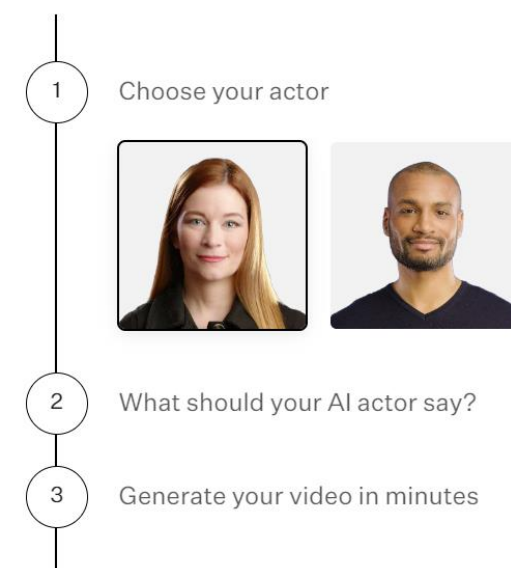 1
Choose your actor
2
What should your AI actor say?
3
Generate your video in minutes